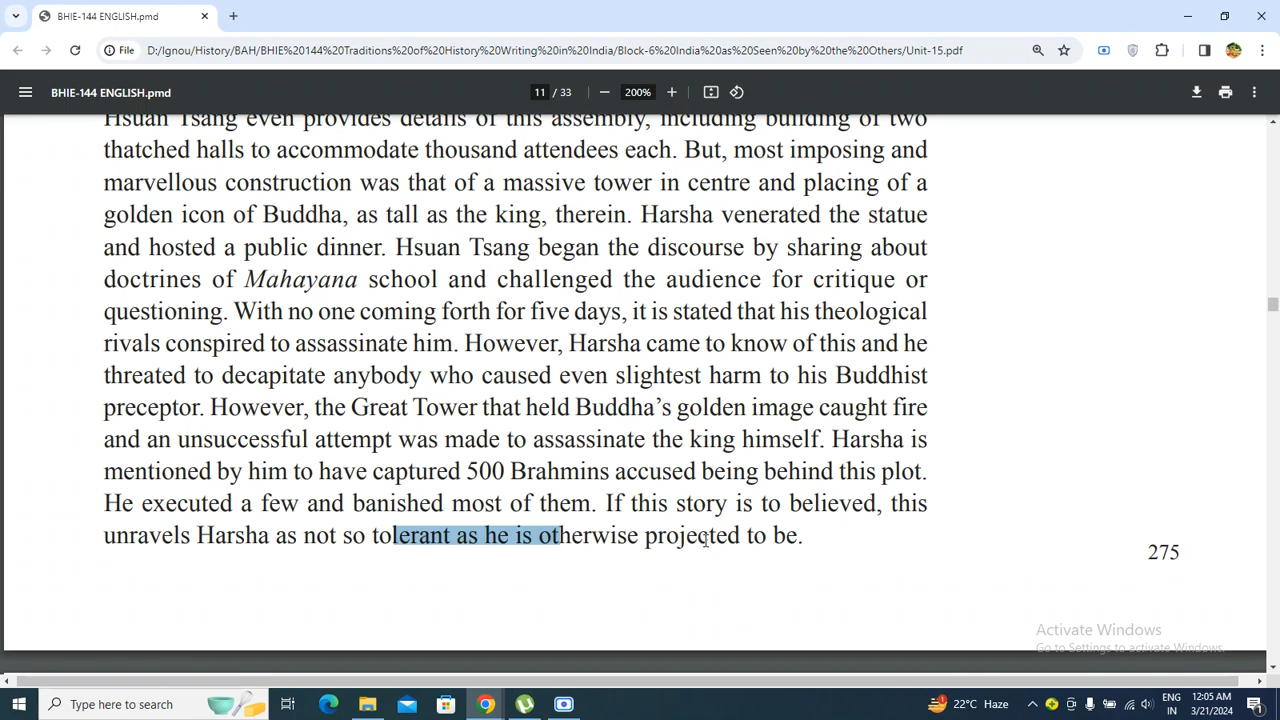 BHIE-144 ENGLISH.pmd
File
D:/Ignou/History/BAH/BHIE%20144%20Traditions%20of%20History%20Writing%20in%20India/Block-6%20India%20as%20Seen%20by%20the%20Others/Unit-15.pdf
BHIE-144 ENGLISH.pmd
11 / 33
200%
Hsuan Tsang even provides details of this assembly, including building of two
thatched halls to accommodate thousand attendees each. But, most imposing and
marvellous construction was that of a massive tower in centre and placing of a
golden icon of Buddha, as tall as the king, therein. Harsha venerated the statue
and hosted a public dinner. Hsuan Tsang began the discourse by sharing about
doctrines of Mahayana school and challenged the audience for critique or
questioning. With no one coming forth for five days, it is stated that his theological
rivals conspired to assassinate him. However, Harsha came to know of this and he
threated to decapitate anybody who caused even slightest harm to his Buddhist
preceptor. However, the Great Tower that held Buddha's golden image caught fire
and an unsuccessful attempt was made to assassinate the king himself. Harsha is
mentioned by him to have captured 500 Brahmins accused being behind this plot.
He executed a few and banished most of them. If this story is to believed, this
unravels Harsha as not so tolerant as he is otherwise projected to be.
275
Activate Windows
Go to Settings to activate Windows.
Type here to search
22°C Haze
ENG
IN
12:05 AM
3/21/2024